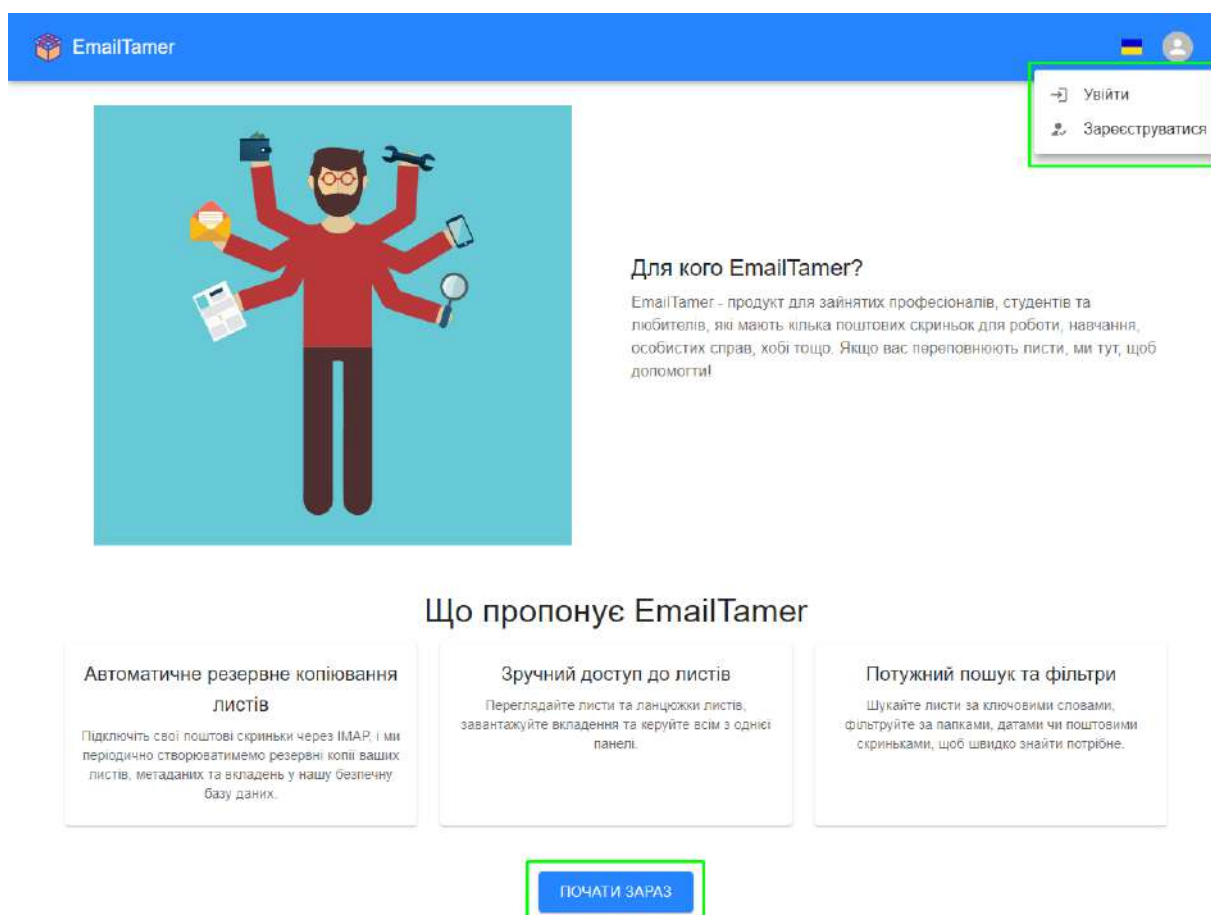 EmailTamer
Увійти
Зареєструватися
Для кого EmailTamer?
EmailTamer - продукт для зайнятих професіоналів, студентів та
любителів, які мають кілька поштових скриньок для роботи, навчання,
особистих справ, хобі тощо. Якщо вас переповнюють листи, ми тут, щоб
допомогти!
Що пропонує EmailTamer
Автоматичне резервне копіювання
листів
Підключіть свої поштові скриньки через IMAP, і ми
періодично створюватимемо резервні копії ваших
листів, метаданих та вкладень у нашу безпечну
базу даних.
Зручний доступ до листів
Переглядайте листи та ланцюжки листів,
завантажуйте вкладення та керуйте всім з однієї
панелі.
Потужний пошук та фільтри
Шукайте листи за ключовими словами,
фільтруйте за папками, датами чи поштовими
скриньками, щоб швидко знайти потрібне.
ПОЧАТИ ЗАРАЗ